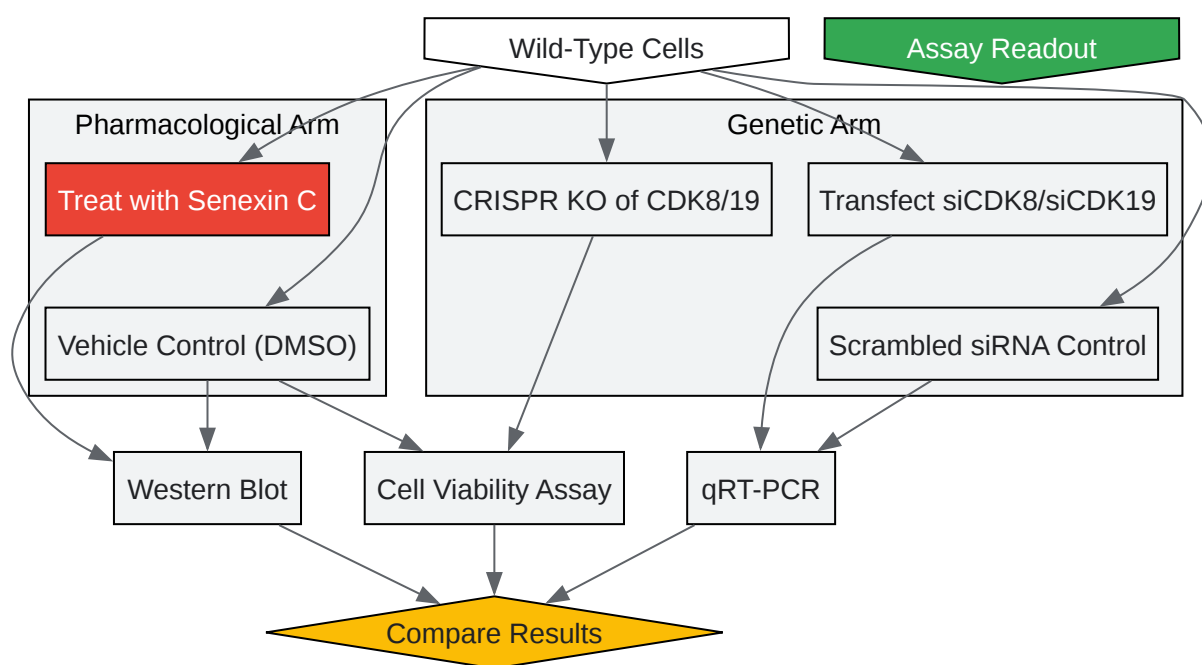 Wild-Type Cells
Assay Readout
Pharmacological Arm
Genetic Arm
Treat with Senexin C
CRISPR KO of CDK8/19
Transfect siCDK8/siCDK19
Vehicle Control (DMSO)
Scrambled siRNA Control
Western Blot
Cell Viability Assay
qRT-PCR
Compare Results